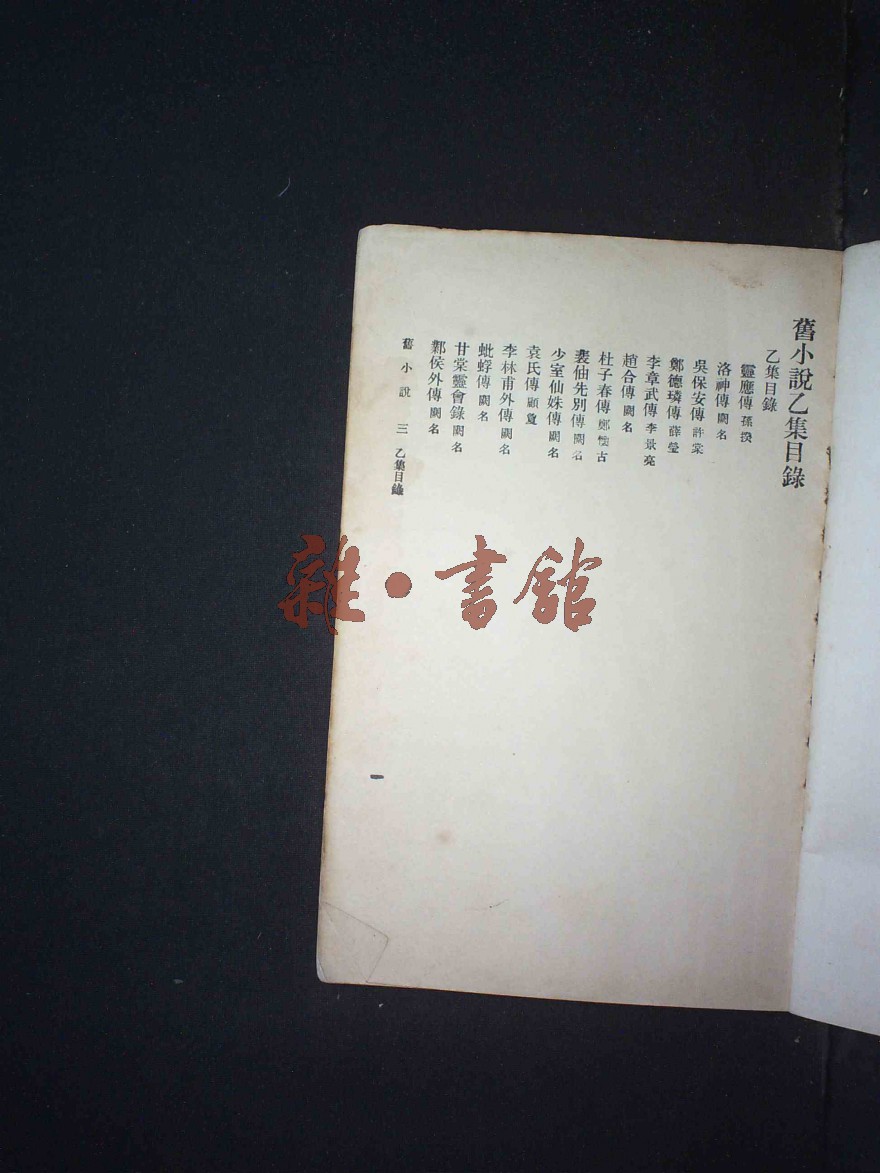 舊小說乙集目錄
乙集目錄
靈應傳 孫揆
洛神傳 闕名
吳保安傳 許棠
鄭德璘傳 薛瑩
李章武傳 李景亮
趙合傳 闕名
杜子春傳 鄭懷古
裴伷先別傳 闕名
少室仙姝傳 闕名
袁氏傳 顧敻
李林甫外傳 闕名
蚍蜉傳 闕名
甘棠靈會錄 闕名
鄴侯外傳 闕名
舊小說 三 乙集目錄
一
雜·書館